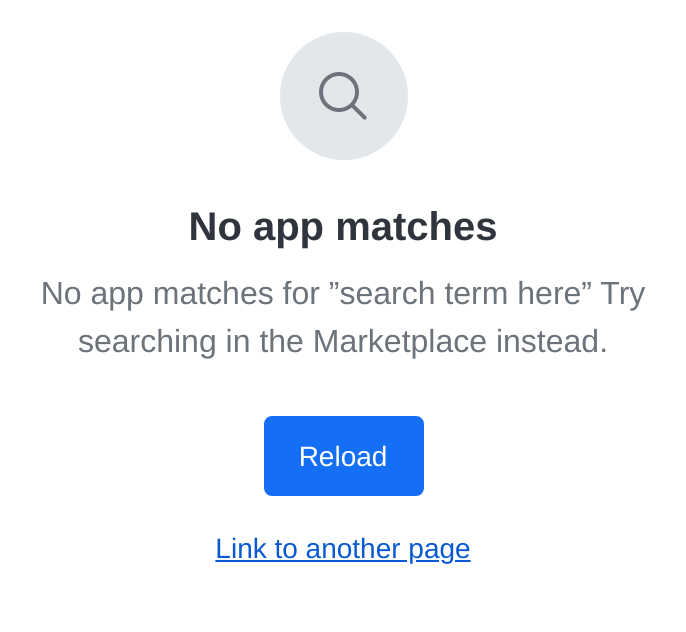 No app matches
No app matches for ”search term here” Try
searching in the Marketplace instead.
Reload
Link to another page